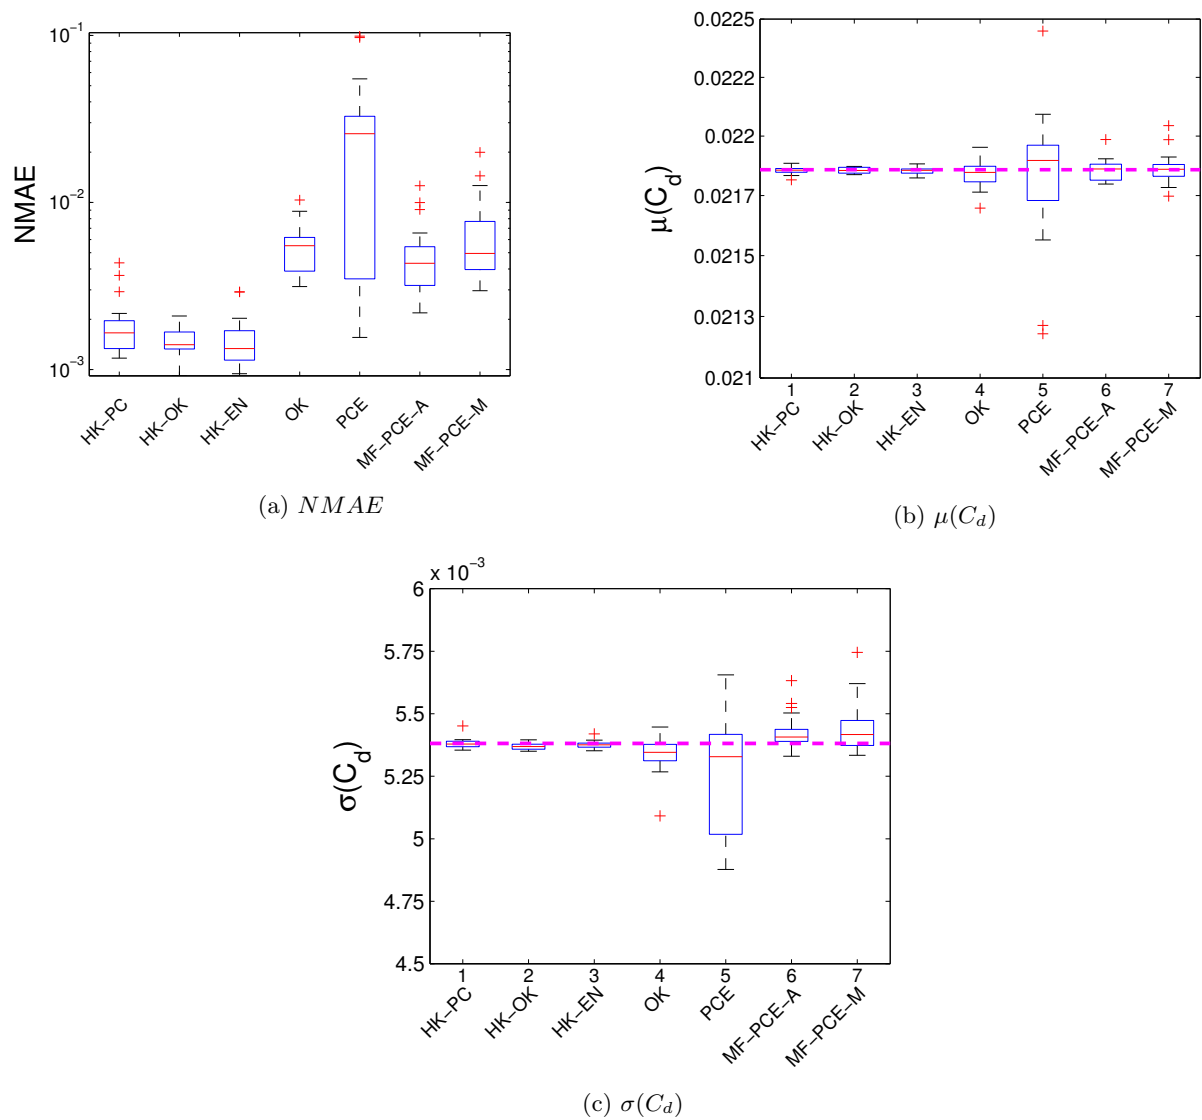 10⁻¹
10⁻²
10⁻³
NMAE
HK−PC
HK−OK
HK−EN
OK
PCE
MF−PCE−A
MF−PCE−M
(a) NMAE
0.0225
0.0222
0.022
0.0217
0.0215
0.0213
0.021
μ(C_d)
1 2 3 4 5 6 7
HK−PC
HK−OK
HK−EN
OK
PCE
MF−PCE−A
MF−PCE−M
(b) μ(C_d)
x 10⁻³
6
5.75
5.5
5.25
5
4.75
4.5
σ(C_d)
1 2 3 4 5 6 7
HK−PC
HK−OK
HK−EN
OK
PCE
MF−PCE−A
MF−PCE−M
(c) σ(C_d)